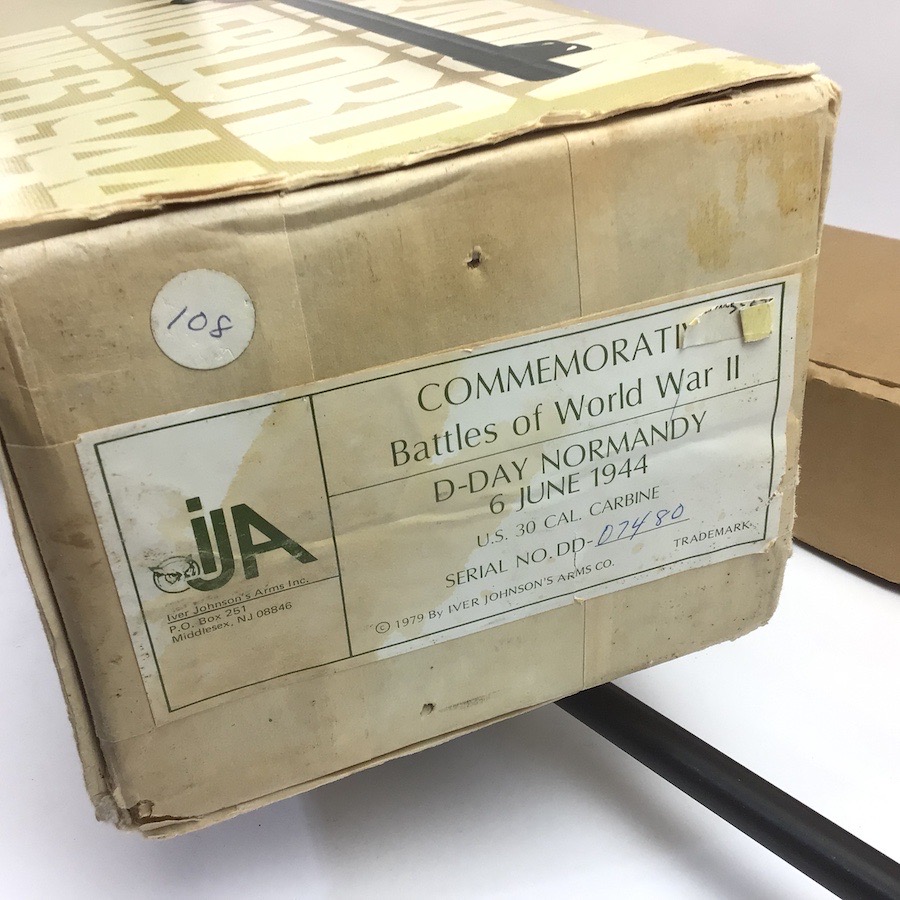 108
COMMEMORATI
Battles of World War II
D-DAY NORMANDY
6 JUNE 1944
U.S. 30 CAL. CARBINE
SERIAL NO. DD-07480
TRADEMARK
© 1979 By IVER JOHNSON'S ARMS CO.
iJA
Iver Johnson's Arms Inc.
P.O. Box 251
Middlesex, NJ 08846